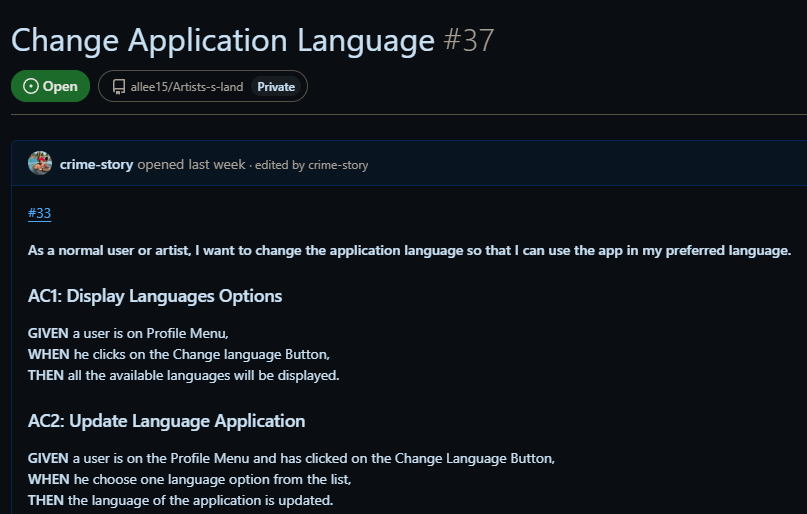 Change Application Language #37
Open
allee15/Artists-s-land Private
crime-story opened last week · edited by crime-story
#33
As a normal user or artist, I want to change the application language so that I can use the app in my preferred language.
AC1: Display Languages Options
GIVEN a user is on Profile Menu,
WHEN he clicks on the Change language Button,
THEN all the available languages will be displayed.
AC2: Update Language Application
GIVEN a user is on the Profile Menu and has clicked on the Change Language Button,
WHEN he choose one language option from the list,
THEN the language of the application is updated.